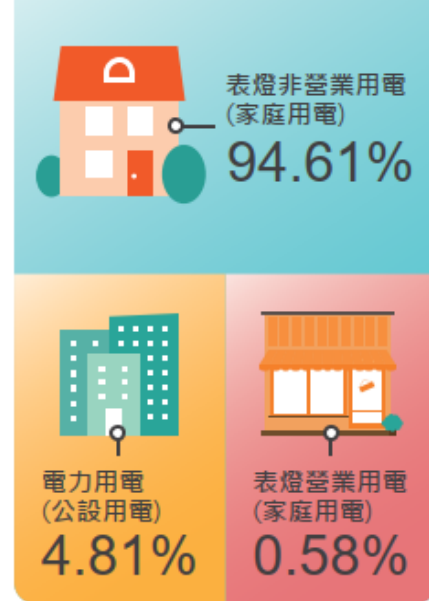 表燈非營業用電
(家庭用電)
94.61%
電力用電
(公設用電)
4.81%
表燈營業用電
(家庭用電)
0.58%